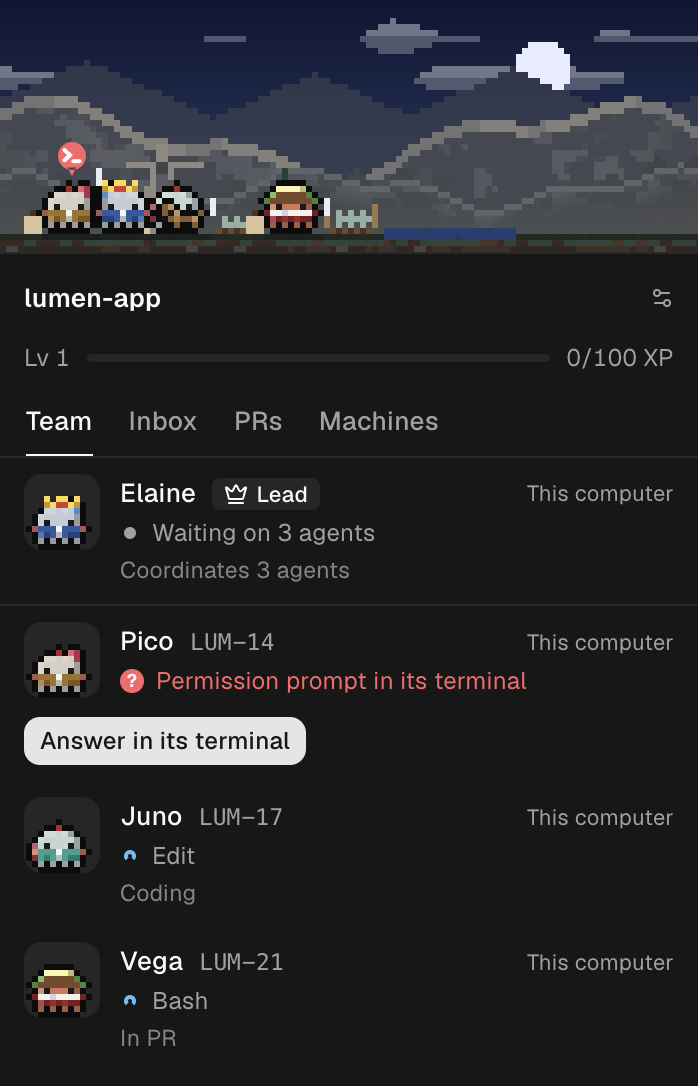 lumen-app
Lv 1 0/100 XP
Team Inbox PRs Machines
Elaine Lead This computer
Waiting on 3 agents
Coordinates 3 agents
Pico LUM-14 This computer
? Permission prompt in its terminal
Answer in its terminal
Juno LUM-17 This computer
Edit
Coding
Vega LUM-21 This computer
Bash
In PR